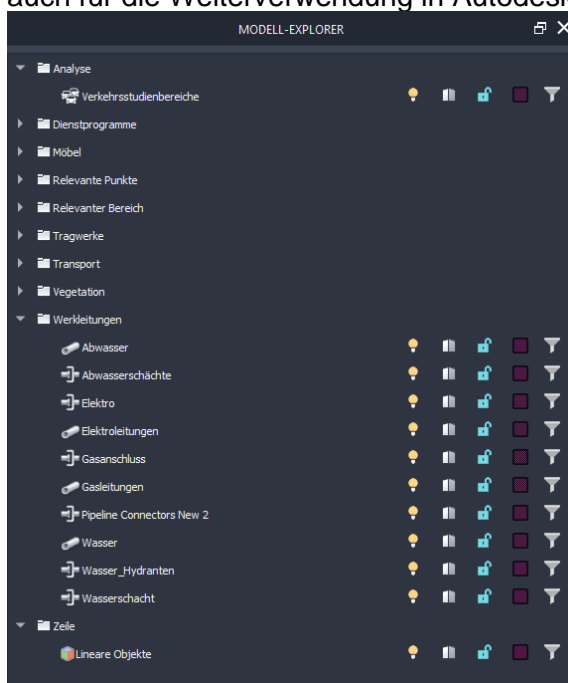 auch für die Weiterverwendung in Autodesk
MODELL-EXPLORER
Analyse
Verkehrsstudienbereiche
Dienstprogramme
Möbel
Relevante Punkte
Relevanter Bereich
Tragwerke
Transport
Vegetation
Werkleitungen
Abwasser
Abwasserschächte
Elektro
Elektroleitungen
Gasanschluss
Gasleitungen
Pipeline Connectors New 2
Wasser
Wasser_Hydranten
Wasserschacht
Zeile
Lineare Objekte